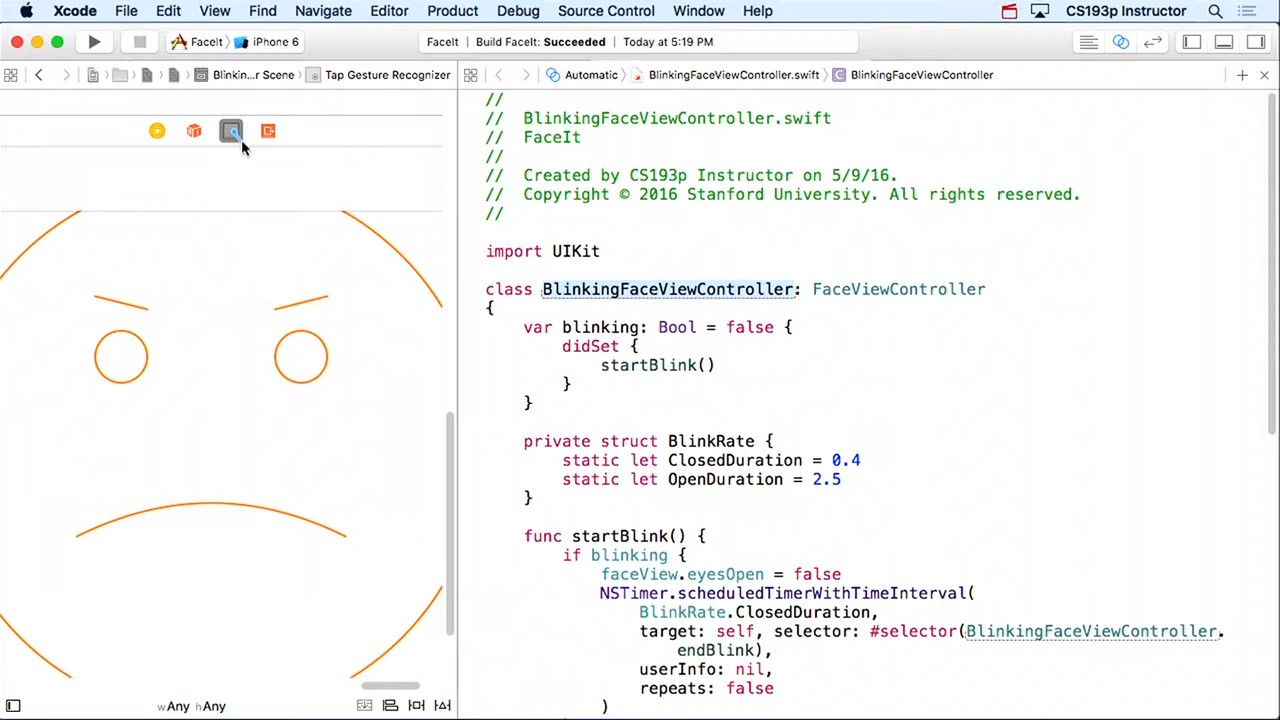 Xcode File Edit View Find Navigate Editor Product Debug Source Control Window Help CS193p Instructor
FaceIt iPhone 6 FaceIt Build FaceIt: Succeeded Today at 5:19 PM
Blinkin...r Scene Tap Gesture Recognizer Automatic BlinkingFaceViewController.swift BlinkingFaceViewController
//
// BlinkingFaceViewController.swift
// FaceIt
//
// Created by CS193p Instructor on 5/9/16.
// Copyright © 2016 Stanford University. All rights reserved.
//
import UIKit
class BlinkingFaceViewController: FaceViewController
{
var blinking: Bool = false {
didSet {
startBlink()
}
}
private struct BlinkRate {
static let ClosedDuration = 0.4
static let OpenDuration = 2.5
}
func startBlink() {
if blinking {
faceView.eyesOpen = false
NSTimer.scheduledTimerWithTimeInterval(
BlinkRate.ClosedDuration,
target: self, selector: #selector(BlinkingFaceViewController.
endBlink),
userInfo: nil,
repeats: false
)
wAny hAny